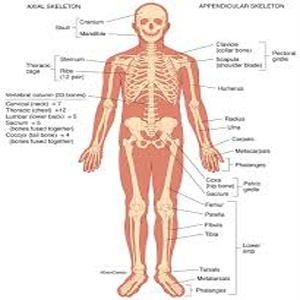 AXIAL SKELETON
APPENDICULAR SKELETON
Skull
Cranium
Mandible
Thoracic
cage
Sternum
Ribs
(12 pair)
Vertebral column (33 bones)
Cervical (neck) = 7
Thoracic (chest) = 12
Lumbar (lower back) = 5
Sacrum = 5
(bones fused together)
Coccyx (tail bone) = 4
(bones fused together)
Clavicle
(collar bone)
Scapula
(shoulder blade)
Pectoral
girdle
Humerus
Radius
Ulna
Carpals
Metacarpals
Phalanges
Coxa
(hip bone)
Sacrum
Pelvic
girdle
Femur
Patella
Fibula
Tibia
Lower
limb
Tarsals
Metatarsals
Phalanges